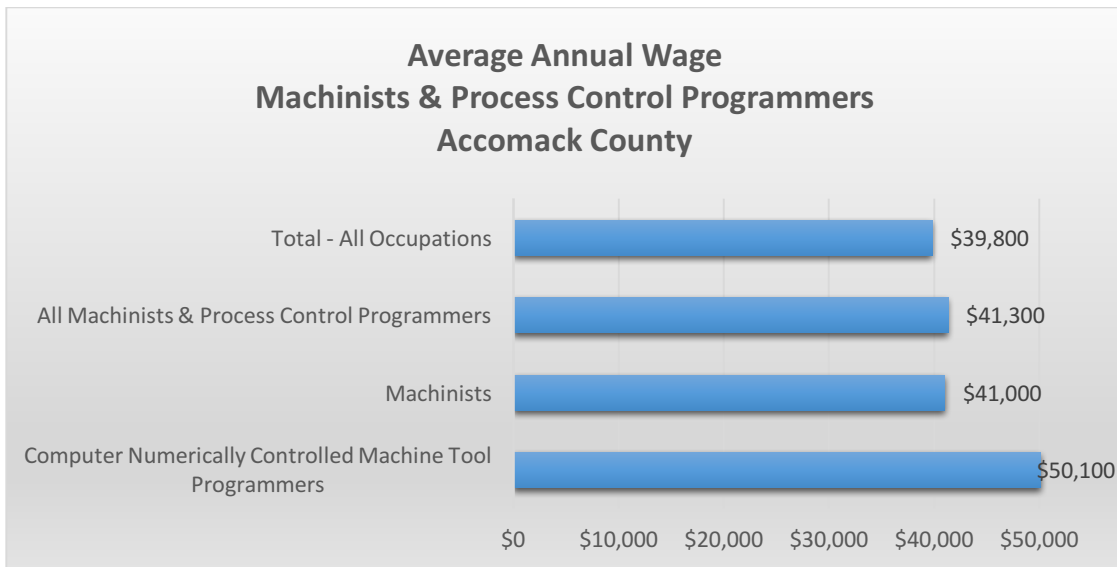 Average Annual Wage
Machinists & Process Control Programmers
Accomack County
Total - All Occupations
$39,800
All Machinists & Process Control Programmers
$41,300
Machinists
$41,000
Computer Numerically Controlled Machine Tool
Programmers
$50,100
$0 $10,000 $20,000 $30,000 $40,000 $50,000